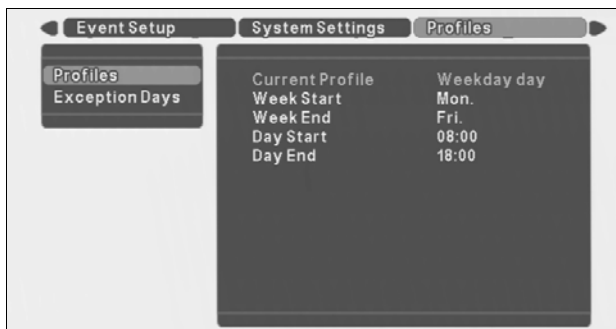 Event Setup
System Settings
Profiles
Profiles
Exception Days
Current Profile Weekday day
Week Start Mon.
Week End Fri.
Day Start 08:00
Day End 18:00